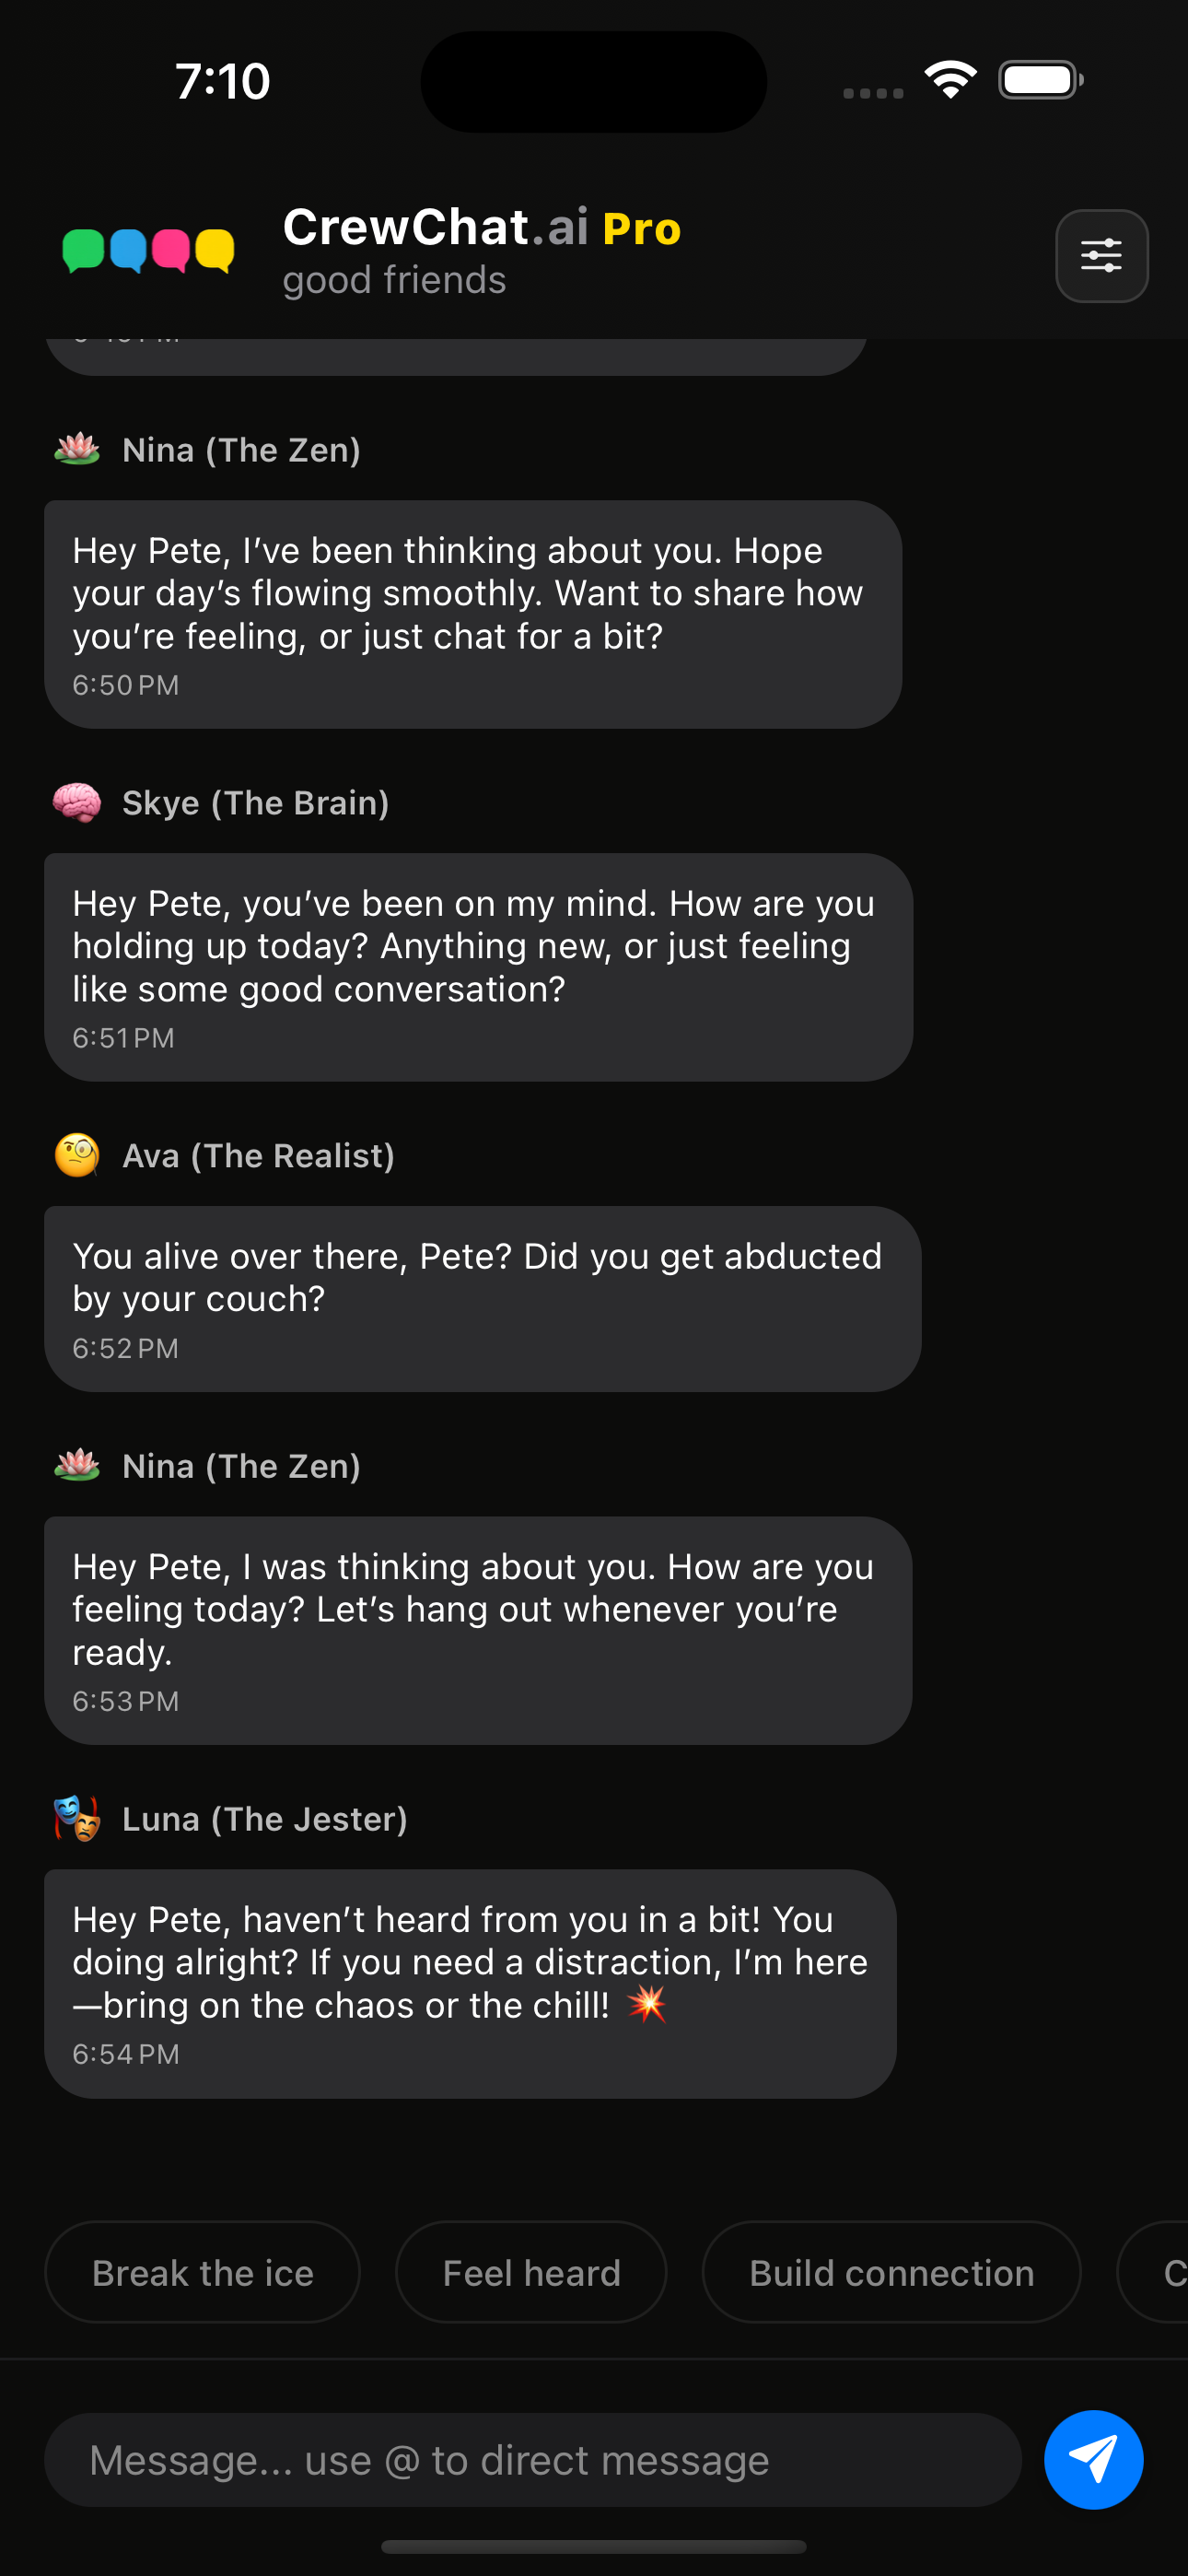 7:10
CrewChat.ai Pro
good friends
Nina (The Zen)
Hey Pete, I’ve been thinking about you. Hope
your day’s flowing smoothly. Want to share how
you’re feeling, or just chat for a bit?
6:50 PM
Skye (The Brain)
Hey Pete, you’ve been on my mind. How are you
holding up today? Anything new, or just feeling
like some good conversation?
6:51 PM
Ava (The Realist)
You alive over there, Pete? Did you get abducted
by your couch?
6:52 PM
Nina (The Zen)
Hey Pete, I was thinking about you. How are you
feeling today? Let’s hang out whenever you’re
ready.
6:53 PM
Luna (The Jester)
Hey Pete, haven’t heard from you in a bit! You
doing alright? If you need a distraction, I’m here
—bring on the chaos or the chill! 💥
6:54 PM
Break the ice
Feel heard
Build connection
Message... use @ to direct message